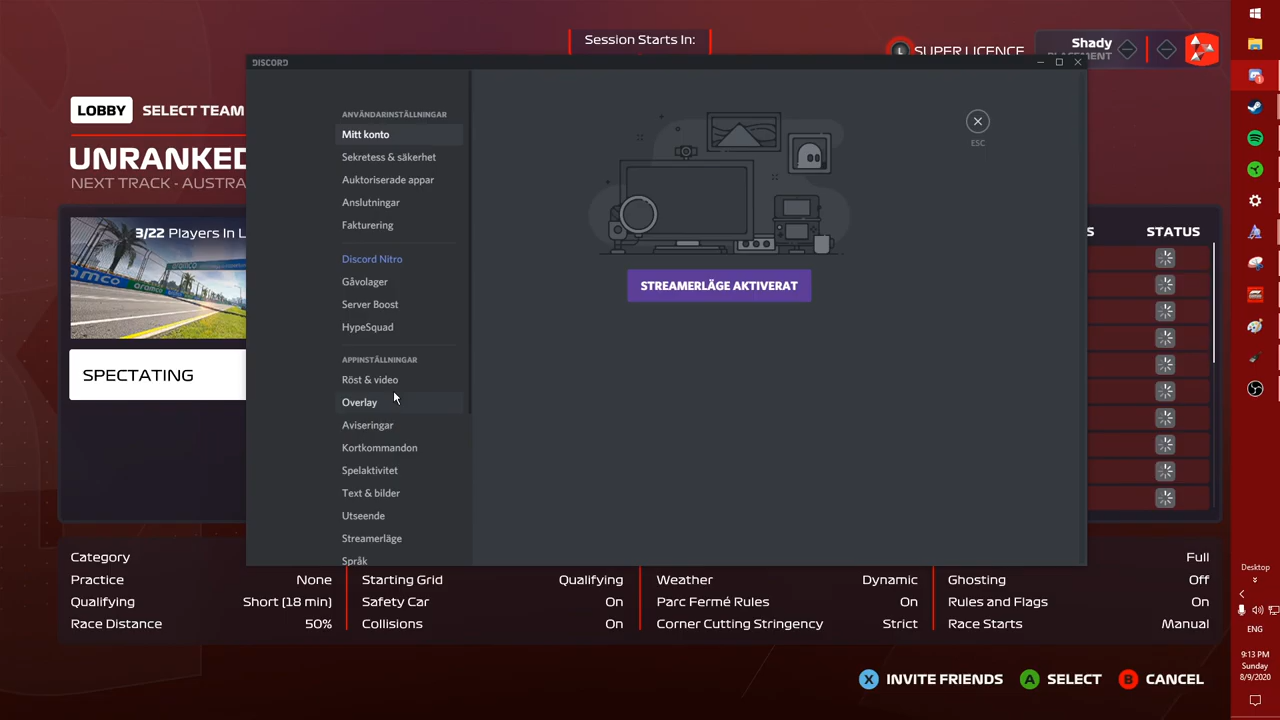 Session Starts In:
SUPER LICENCE
Shady
PLACEMENT
DISCORD
LOBBY
SELECT TEAM
UNRANKED
NEXT TRACK - AUSTRA
3/22 Players In L
aramco
SPECTATING
ANVÄNDARINSTÄLLNINGAR
Mitt konto
Sekretess & säkerhet
Auktoriserade appar
Anslutningar
Fakturering
Discord Nitro
Gåvolager
Server Boost
HypeSquad
APPINSTÄLLNINGAR
Röst & video
Overlay
Aviseringar
Kortkommandon
Spelaktivitet
Text & bilder
Utseende
Streamerläge
Språk
ESC
STREAMERLÄGE AKTIVERAT
S STATUS
Category Full
Practice None Starting Grid Qualifying Weather Dynamic Ghosting Off
Qualifying Short (18 min) Safety Car On Parc Fermé Rules On Rules and Flags On
Race Distance 50% Collisions On Corner Cutting Stringency Strict Race Starts Manual
X INVITE FRIENDS A SELECT B CANCEL
Desktop
ENG
9:13 PM
Sunday
8/9/2020